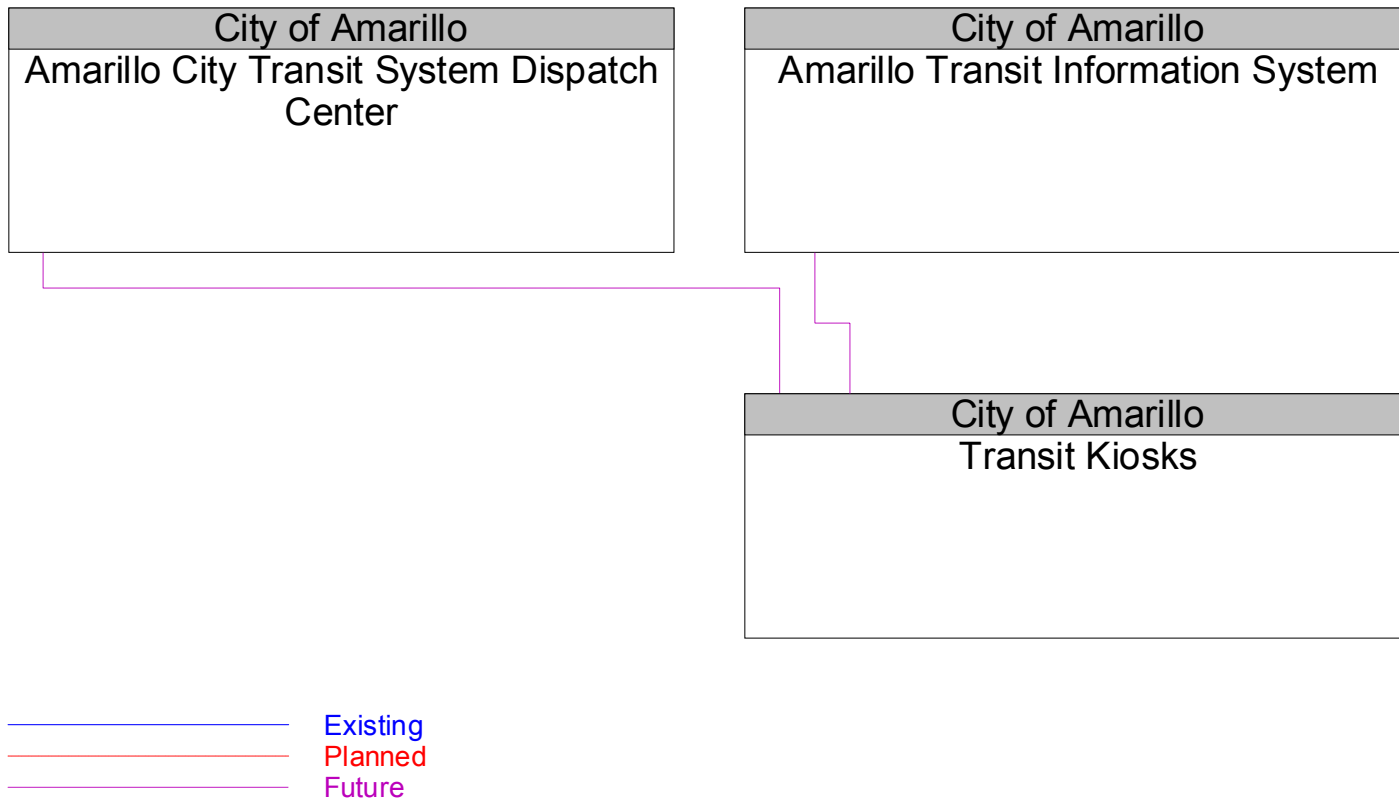 City of Amarillo
Amarillo City Transit System Dispatch
Center
City of Amarillo
Amarillo Transit Information System
City of Amarillo
Transit Kiosks
Existing
Planned
Future